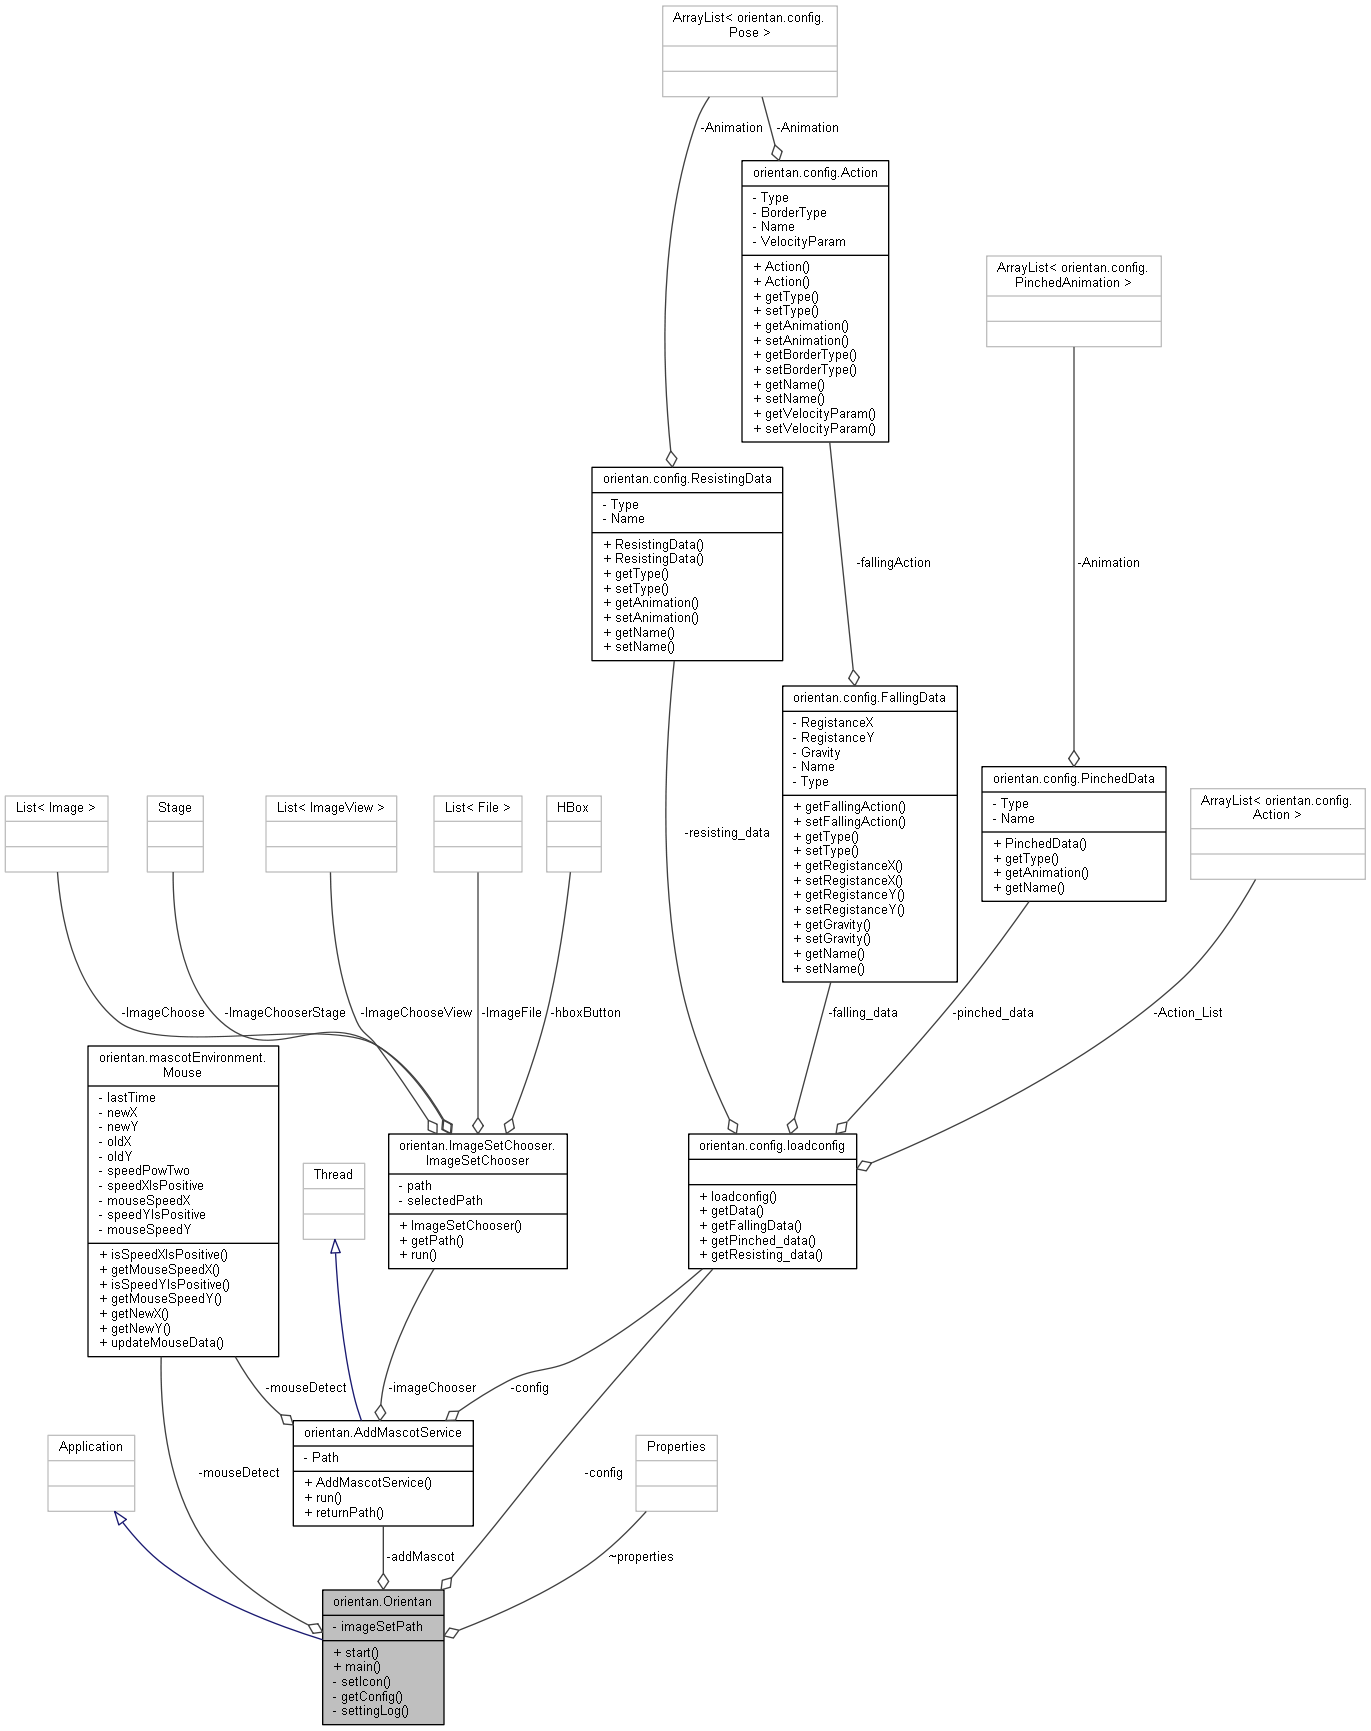 ArrayList< orientan.config.
Pose >
-Animation
-Animation
orientan.config.Action
- Type
- BorderType
- Name
- VelocityParam
+ Action()
+ Action()
+ getType()
+ setType()
+ getAnimation()
+ setAnimation()
+ getBorderType()
+ setBorderType()
+ getName()
+ setName()
+ getVelocityParam()
+ setVelocityParam()
ArrayList< orientan.config.
PinchedAnimation >
orientan.config.ResistingData
- Type
- Name
+ ResistingData()
+ ResistingData()
+ getType()
+ setType()
+ getAnimation()
+ setAnimation()
+ getName()
+ setName()
-fallingAction
-Animation
orientan.config.FallingData
- RegistanceX
- RegistanceY
- Gravity
- Name
- Type
+ getFallingAction()
+ setFallingAction()
+ getType()
+ setType()
+ getRegistanceX()
+ setRegistanceX()
+ getRegistanceY()
+ setRegistanceY()
+ getGravity()
+ setGravity()
+ getName()
+ setName()
orientan.config.PinchedData
- Type
- Name
+ PinchedData()
+ getType()
+ getAnimation()
+ getName()
ArrayList< orientan.config.
Action >
List< Image >
Stage
List< ImageView >
List< File >
HBox
-resisting_data
-ImageChoose
-ImageChooserStage
-ImageChooseView
-ImageFile
-hboxButton
-falling_data
-pinched_data
-Action_List
orientan.mascotEnvironment.
Mouse
- lastTime
- newX
- newY
- oldX
- oldY
- speedPowTwo
- speedXIsPositive
- mouseSpeedX
- speedYIsPositive
- mouseSpeedY
+ isSpeedXIsPositive()
+ getMouseSpeedX()
+ isSpeedYIsPositive()
+ getMouseSpeedY()
+ getNewX()
+ getNewY()
+ updateMouseData()
Thread
orientan.ImageSetChooser.
ImageSetChooser
- path
- selectedPath
+ ImageSetChooser()
+ getPath()
+ run()
orientan.config.loadconfig
+ loadconfig()
+ getData()
+ getFallingData()
+ getPinched_data()
+ getResisting_data()
-mouseDetect
-imageChooser
-config
Application
-mouseDetect
orientan.AddMascotService
- Path
+ AddMascotService()
+ run()
+ returnPath()
-config
Properties
-addMascot
~properties
orientan.Orientan
- imageSetPath
+ start()
+ main()
- setIcon()
- getConfig()
- settingLog()